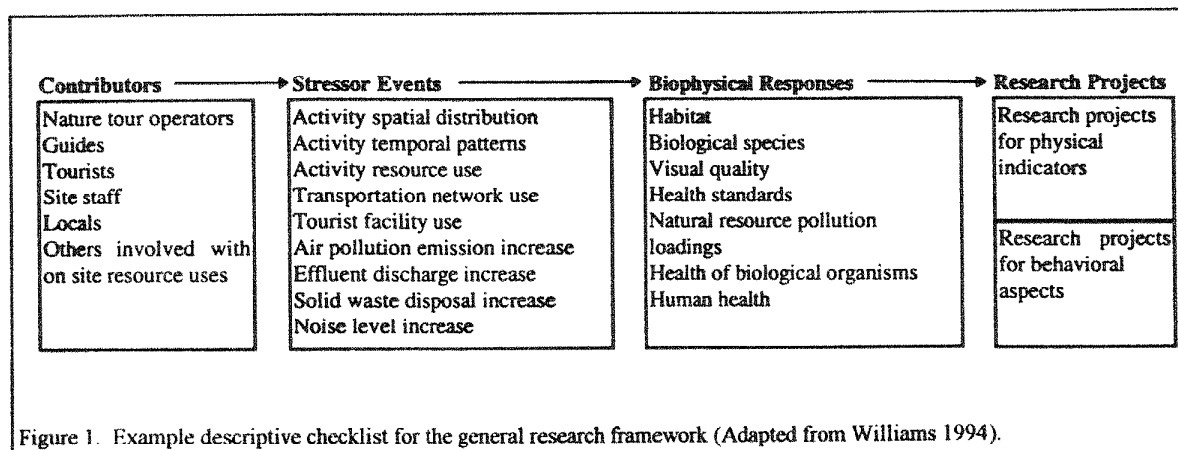 Contributors
Nature tour operators
Guides
Tourists
Site staff
Locals
Others involved with
on site resource uses
Stressor Events
Activity spatial distribution
Activity temporal patterns
Activity resource use
Transportation network use
Tourist facility use
Air pollution emission increase
Effluent discharge increase
Solid waste disposal increase
Noise level increase
Biophysical Responses
Habitat
Biological species
Visual quality
Health standards
Natural resource pollution
loadings
Health of biological organisms
Human health
Research Projects
Research projects
for physical
indicators
Research projects
for behavioral
aspects
Figure 1. Example descriptive checklist for the general research framework (Adapted from Williams 1994).